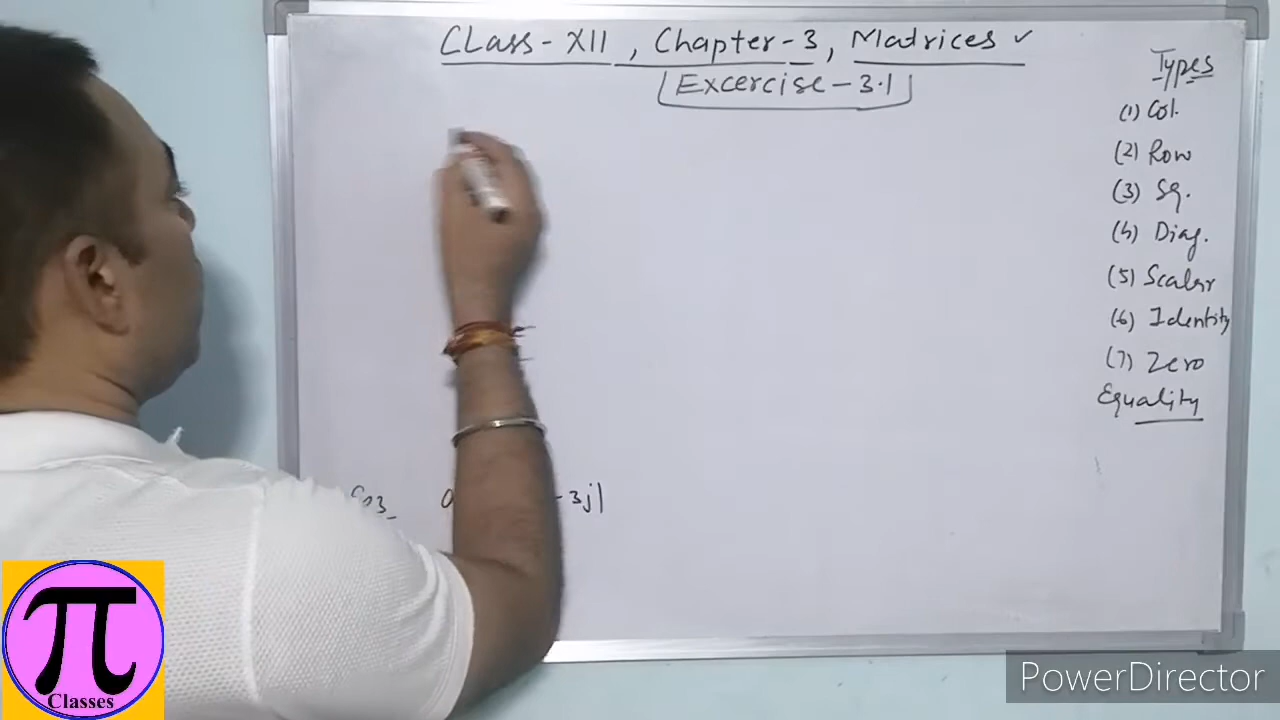 CLass - XII , Chapter - 3 , Matrices ✓
Excercise - 3.1
Types
(1) Col.
(2) Row
(3) Sq.
(4) Diag.
(5) Scalar
(6) Identity
(7) Zero
Equality
-3j|
π
Classes
PowerDirector